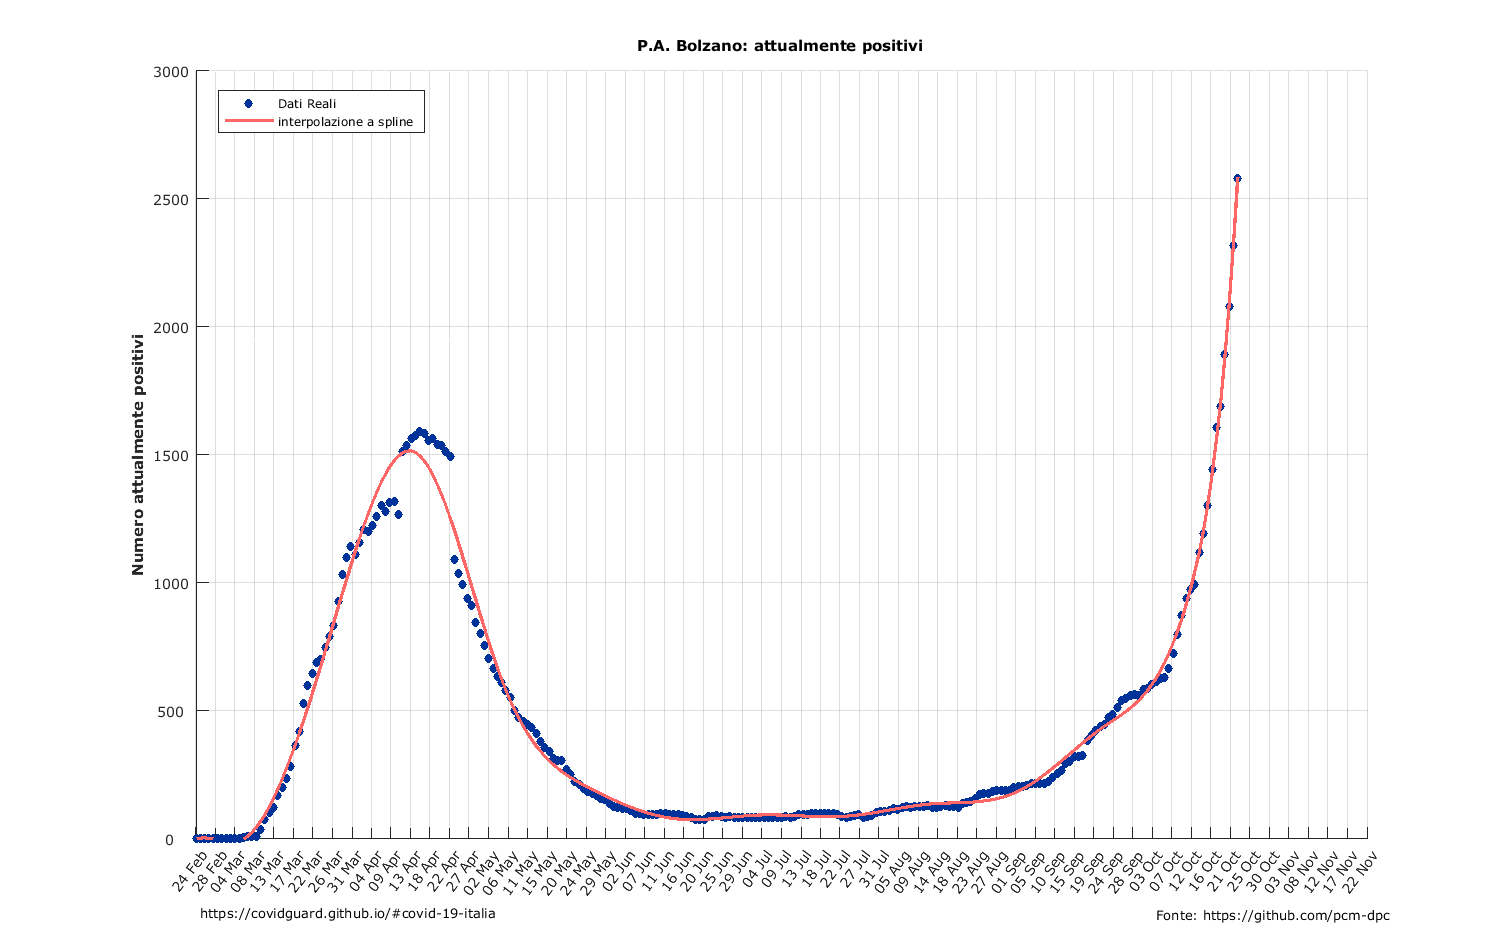 P.A. Bolzano: attualmente positivi
3000
2500
2000
1500
1000
500
0
Numero attualmente positivi
Dati Reali
interpolazione a spline
24 Feb
28 Feb
04 Mar
08 Mar
13 Mar
17 Mar
22 Mar
26 Mar
31 Mar
04 Apr
09 Apr
13 Apr
18 Apr
22 Apr
27 Apr
02 May
06 May
11 May
15 May
20 May
24 May
29 May
02 Jun
07 Jun
11 Jun
16 Jun
20 Jun
25 Jun
29 Jun
04 Jul
09 Jul
13 Jul
18 Jul
22 Jul
27 Jul
31 Jul
05 Aug
09 Aug
14 Aug
18 Aug
23 Aug
27 Aug
01 Sep
05 Sep
10 Sep
15 Sep
19 Sep
24 Sep
28 Sep
03 Oct
07 Oct
12 Oct
16 Oct
21 Oct
25 Oct
30 Oct
03 Nov
08 Nov
12 Nov
17 Nov
22 Nov
https://covidguard.github.io/#covid-19-italia
Fonte: https://github.com/pcm-dpc